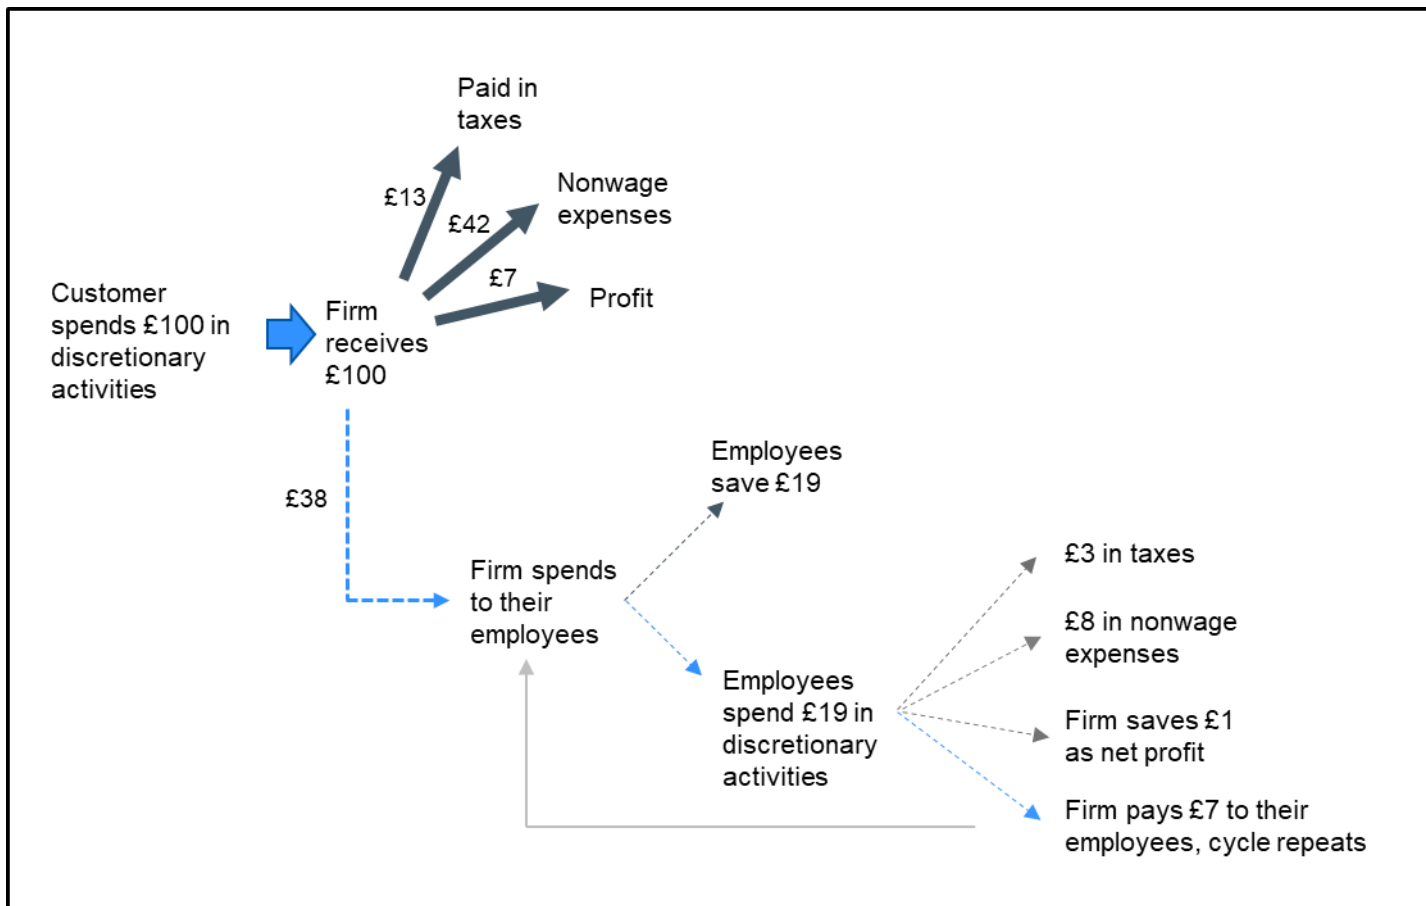 Paid in
taxes
£13
Nonwage
expenses
£42
£7
Profit
Customer
spends £100 in
discretionary
activities
Firm
receives
£100
£38
Employees
save £19
Firm spends
to their
employees
Employees
spend £19 in
discretionary
activities
£3 in taxes
£8 in nonwage
expenses
Firm saves £1
as net profit
Firm pays £7 to their
employees, cycle repeats